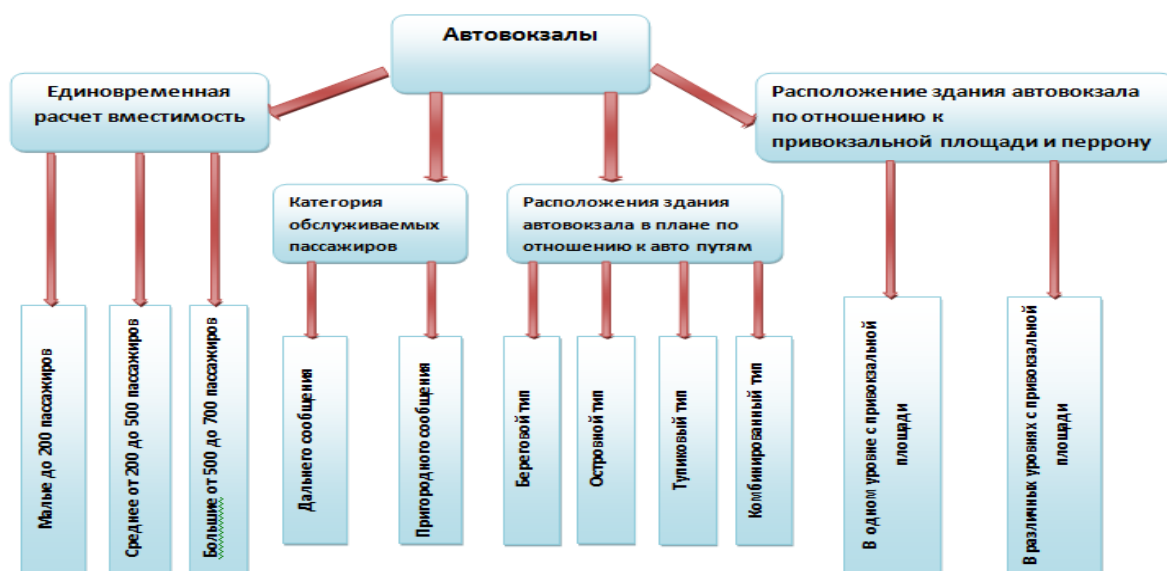 Автовокзалы
Единовременная
расчет вместимость
Расположение здания автовокзала
по отношению к
привокзальной площади и перрону
Категория
обслуживаемых
пассажиров
Расположения здания
автовокзала в плане по
отношению к авто путям
Малые до 200 пассажиров
Среднее от 200 до 500 пассажиров
Большие от 500 до 700 пассажиров
Дальнего сообщения
Пригородного сообщения
Береговой тип
Островной тип
Тупиковый тип
Комбинированный тип
В одном уровне с привокзальной
площади
В различных уровнях с привокзальной
площади